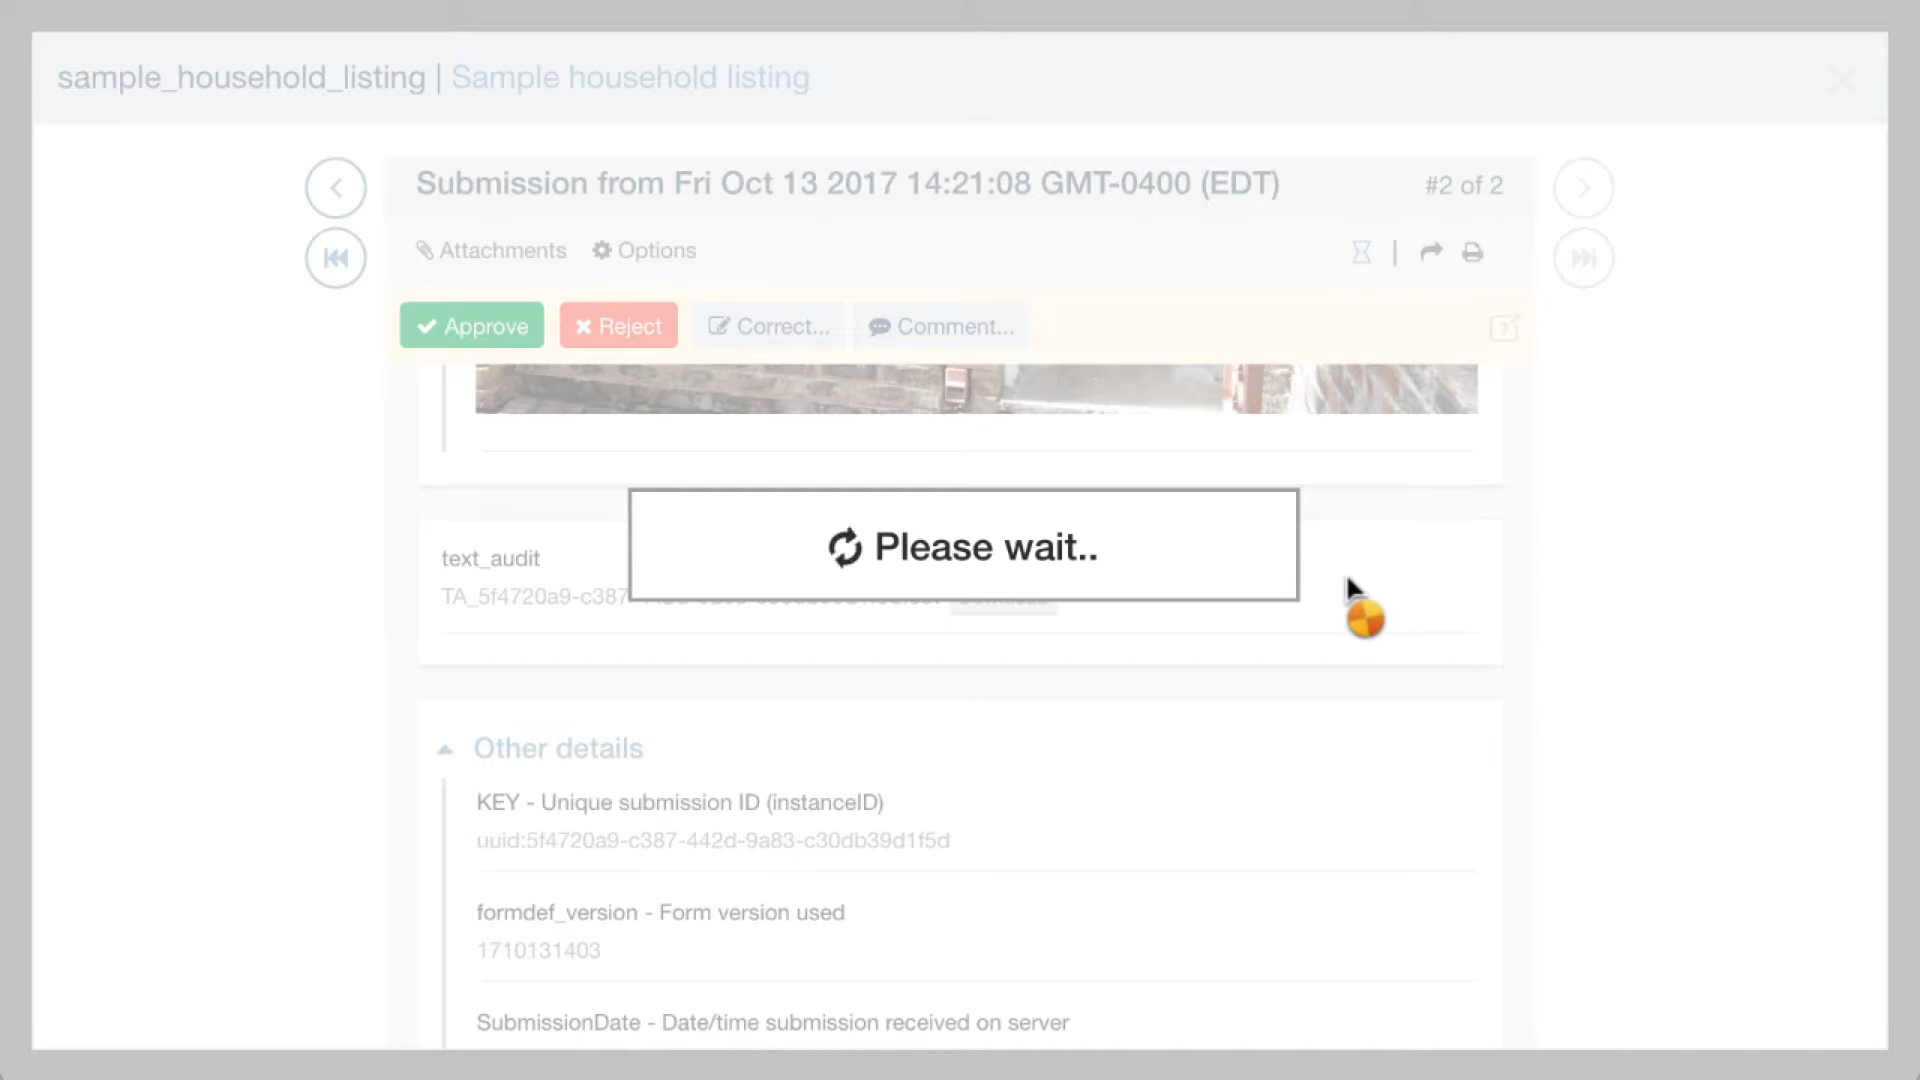 sample_household_listing | Sample household listing
Submission from Fri Oct 13 2017 14:21:08 GMT-0400 (EDT)
#2 of 2
Attachments
Options
Approve
Reject
Correct...
Comment...
Please wait..
text_audit
TA_5f4720a9-c387
Other details
KEY - Unique submission ID (instanceID)
uuid:5f4720a9-c387-442d-9a83-c30db39d1f5d
formdef_version - Form version used
1710131403
SubmissionDate - Date/time submission received on server